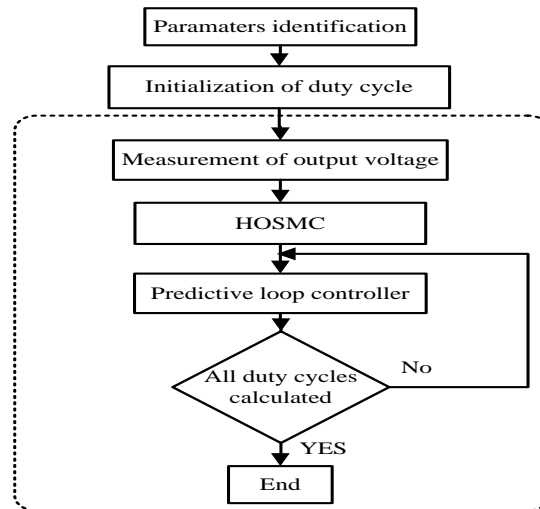 Paramaters identification
Initialization of duty cycle
Measurement of output voltage
HOSMC
Predictive loop controller
All duty cycles
calculated
No
YES
End